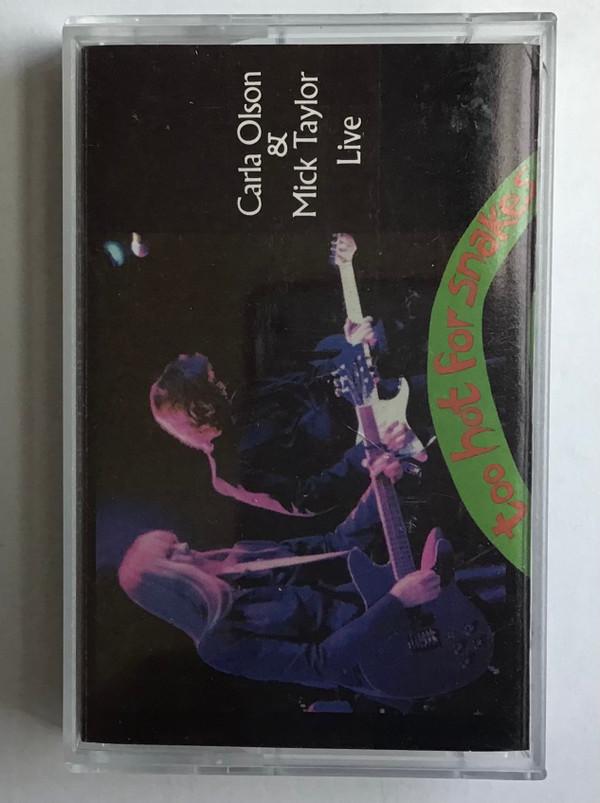 Carla Olson
&
Mick Taylor
Live
too hot for snakes